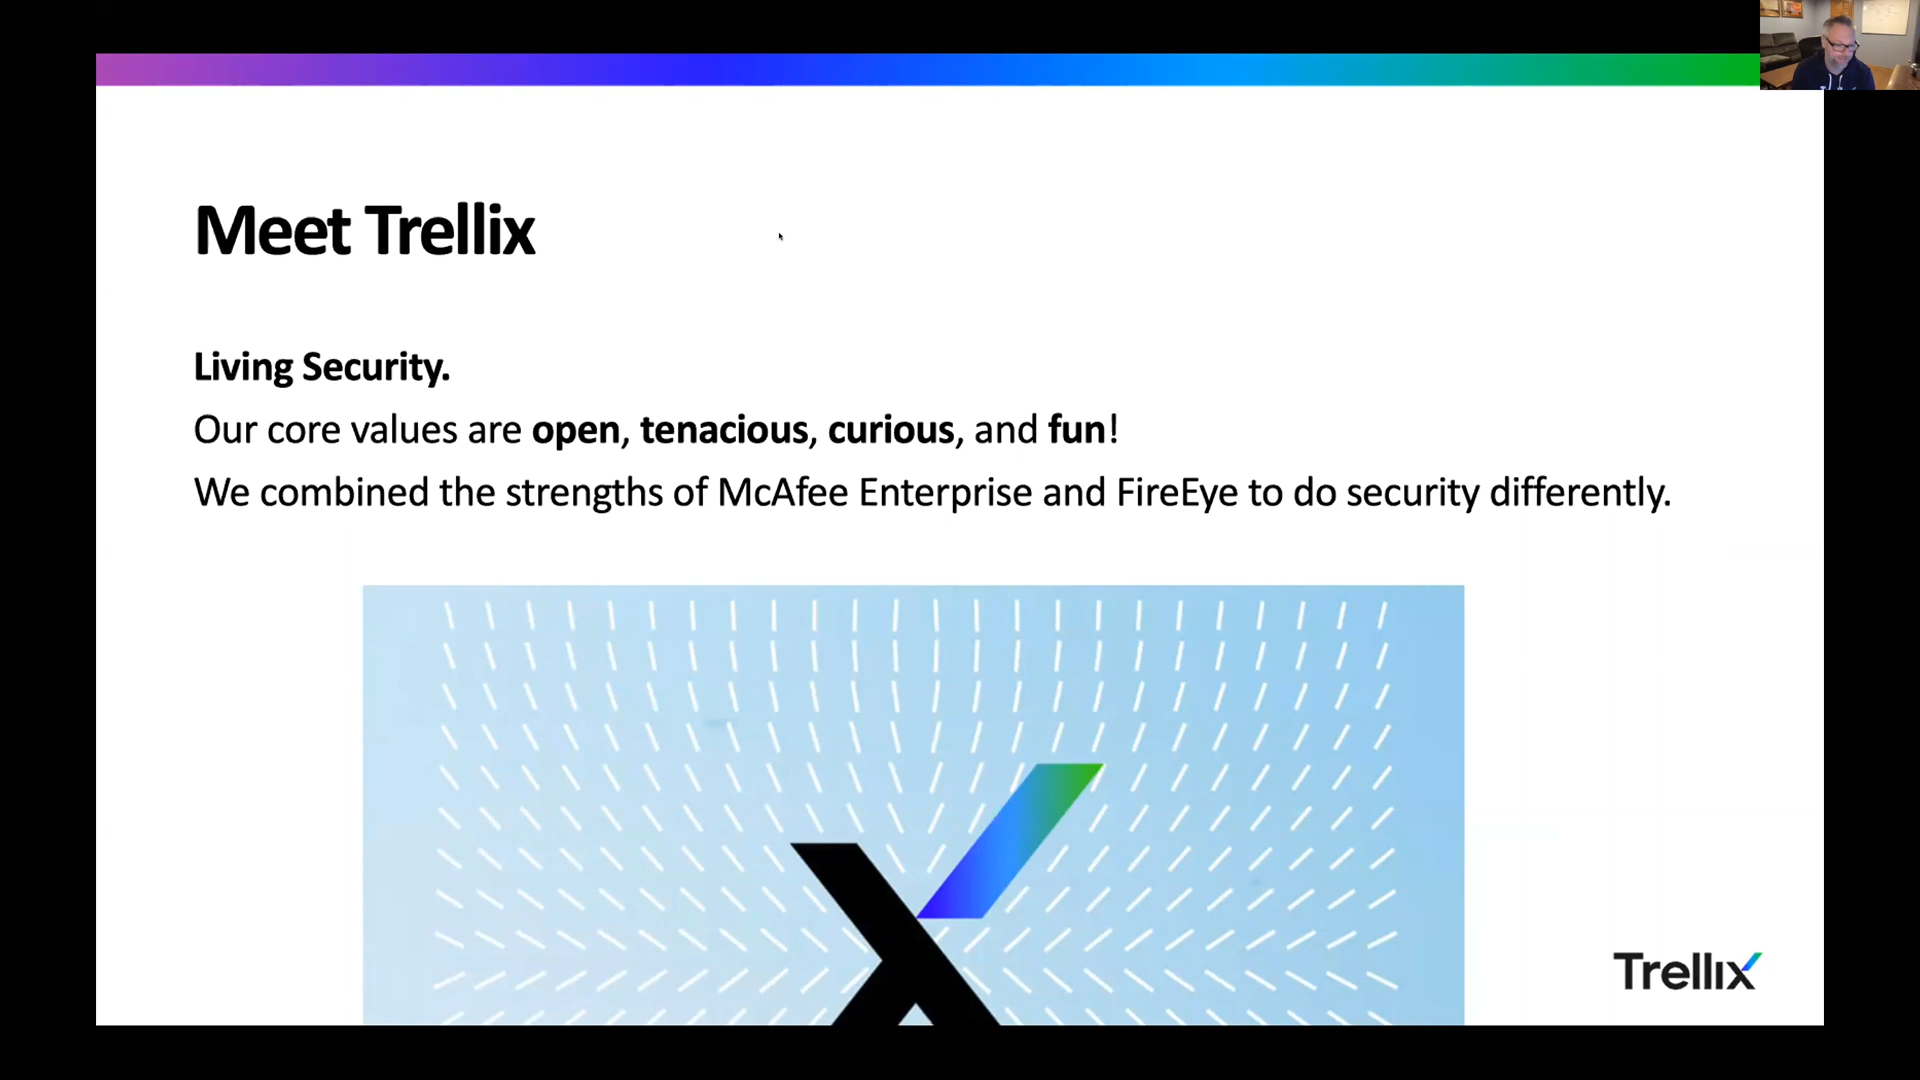 Meet Trellix
Living Security.
Our core values are open, tenacious, curious, and fun!
We combined the strengths of McAfee Enterprise and FireEye to do security differently.
Trellix